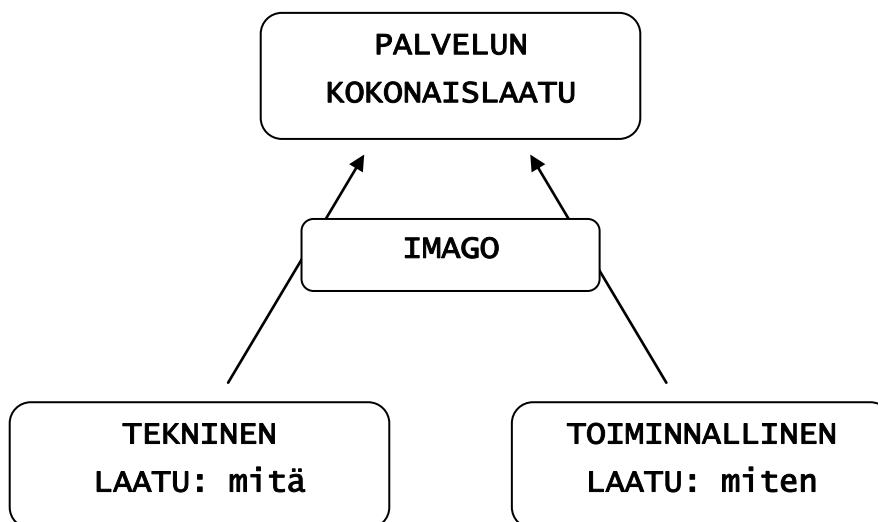 PALVELUN
KOKONAISLAATU
IMAGO
TEKNINEN
LAATU: mitä
TOIMINNALLINEN
LAATU: miten